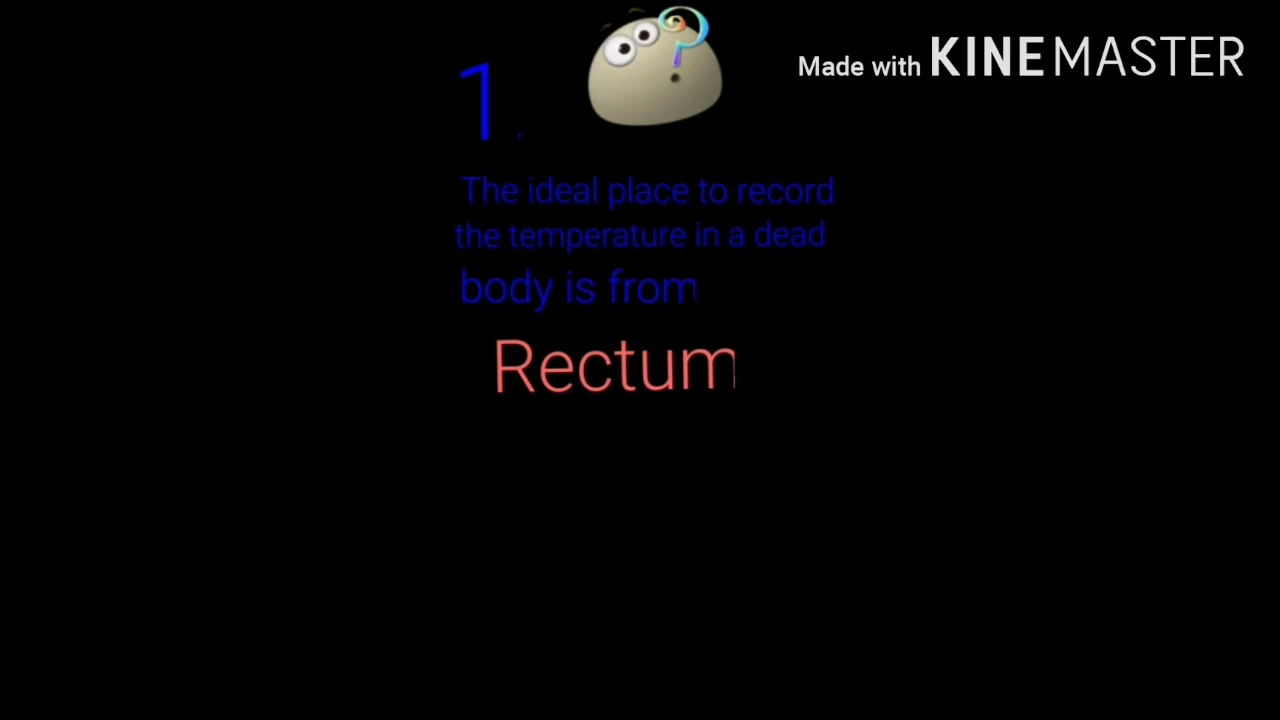 Made with KINEMASTER
1.
The ideal place to record
the temperature in a dead
body is from
Rectum